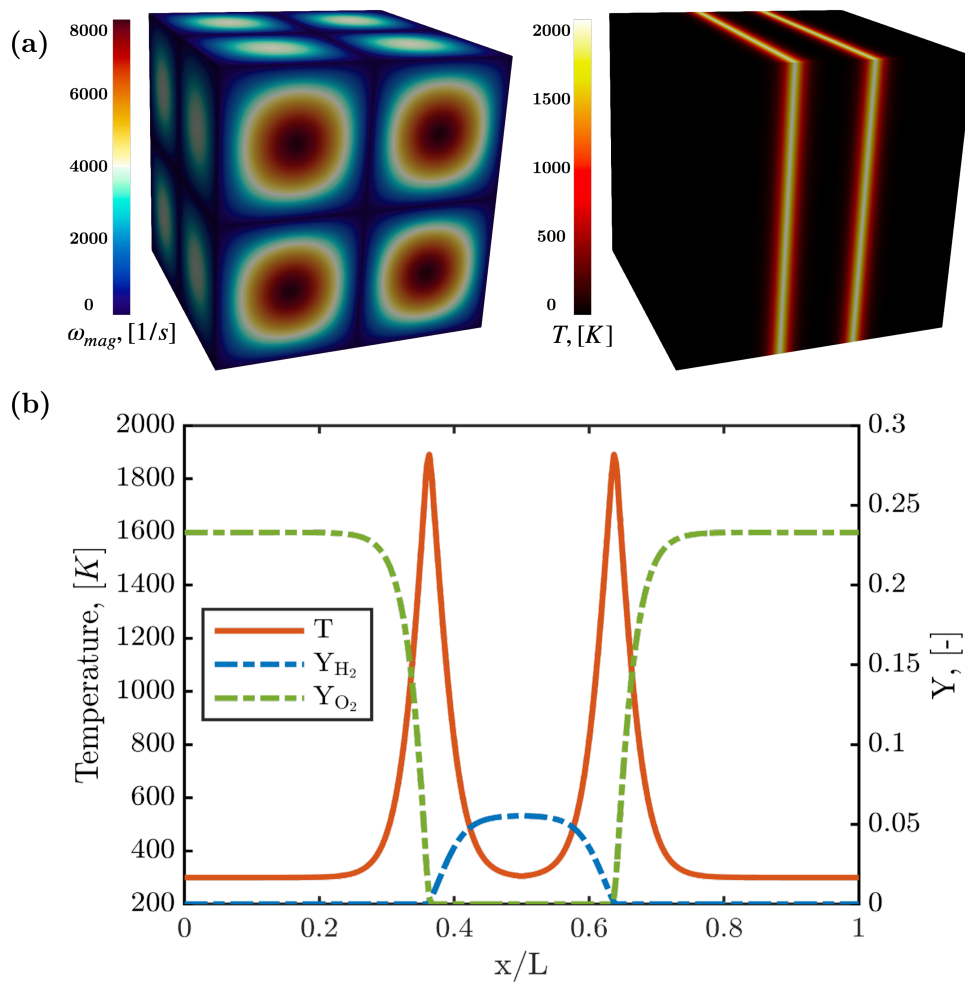 (a)
8000
6000
4000
2000
0
ω_mag, [1/s]
2000
1500
1000
500
0
T, [K]
(b)
Temperature, [K]
2000
1800
1600
1400
1200
1000
800
600
400
200
T
Y_H₂
Y_O₂
0.3
0.25
0.2
0.15
0.1
0.05
0
Y, [-]
0 0.2 0.4 0.6 0.8 1
x/L